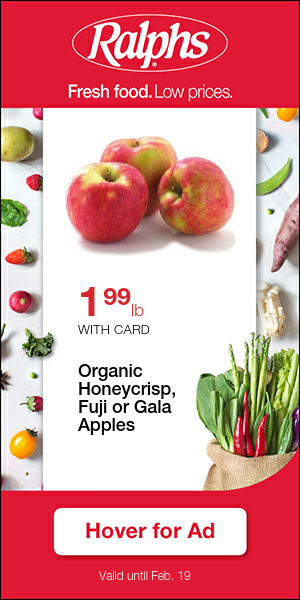 Ralphs®
Fresh food. Low prices.
1 99 lb
WITH CARD
Organic
Honeycrisp,
Fuji or Gala
Apples
Hover for Ad
Valid until Feb. 19